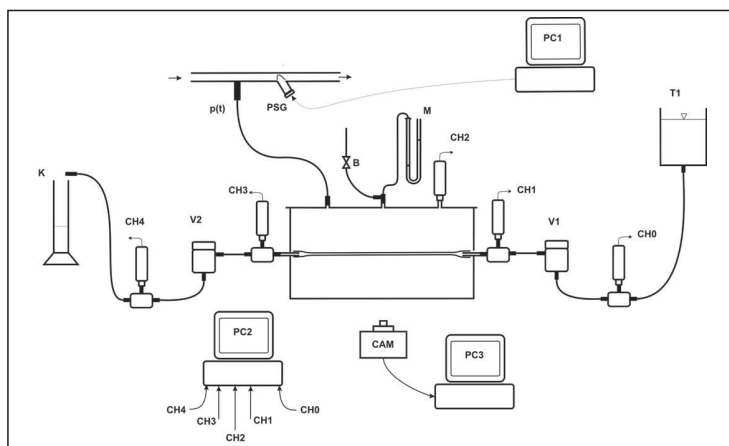 PC1
T1
p(t)
PSG
M
B
CH2
K
CH3
CH1
CH4
V2
V1
CH0
PC2
CAM
PC3
CH4
CH0
CH3
CH1
CH2